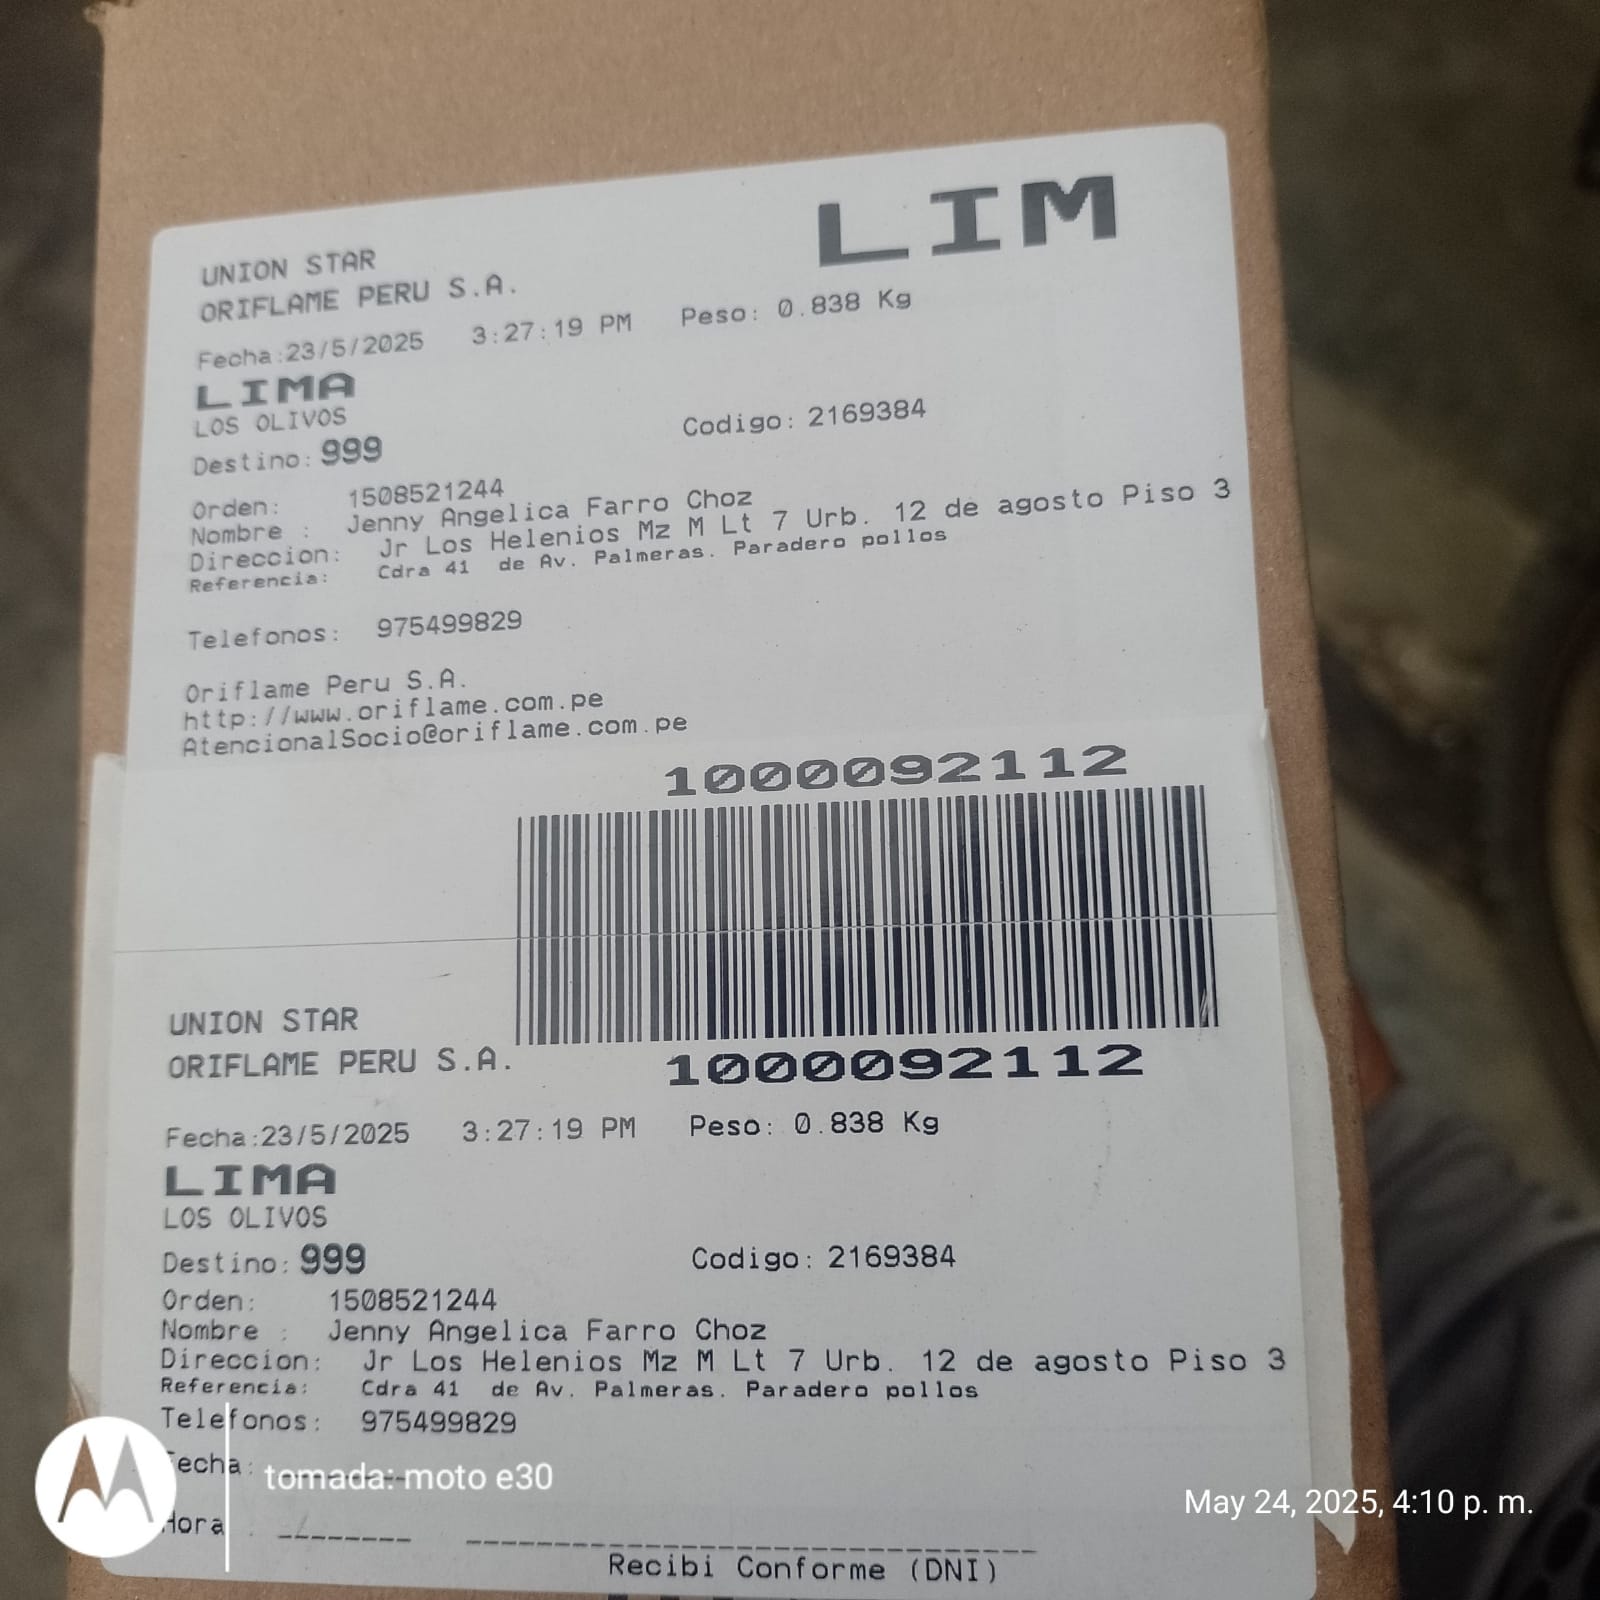 LIM
UNION STAR
ORIFLAME PERU S.A.
Fecha:23/5/2025 3:27:19 PM Peso: 0.838 Kg
LIMA
LOS OLIVOS
Codigo: 2169384
Destino: 999
Orden: 1508521244
Nombre : Jenny Angelica Farro Choz
Direccion: Jr Los Helenios Mz M Lt 7 Urb. 12 de agosto Piso 3
Referencia: Cdra 41 de Av. Palmeras. Paradero pollos
Telefonos: 975499829
Oriflame Peru S.A.
http://www.oriflame.com.pe
AtencionalSocio@oriflame.com.pe
1000092112
UNION STAR
ORIFLAME PERU S.A.
1000092112
Fecha:23/5/2025 3:27:19 PM Peso: 0.838 Kg
LIMA
LOS OLIVOS
Destino: 999 Codigo: 2169384
Orden: 1508521244
Nombre : Jenny Angelica Farro Choz
Direccion: Jr Los Helenios Mz M Lt 7 Urb. 12 de agosto Piso 3
Referencia: Cdra 41 de Av. Palmeras. Paradero pollos
Telefonos: 975499829
Fecha:
tomada: moto e30
May 24, 2025, 4:10 p. m.
Hora :
Recibi Conforme (DNI)